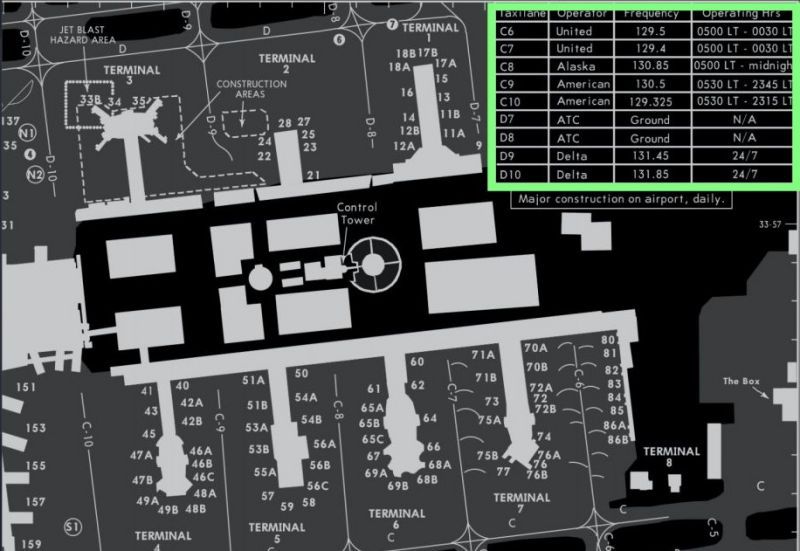 Taxilane Operator Frequency Operating Hrs
C6 United 129.5 0500 LT - 0030 LT
C7 United 129.4 0500 LT - 0030 LT
C8 Alaska 130.85 0500 LT - midnigh
C9 American 130.5 0530 LT - 2345 LT
C10 American 129.325 0530 LT - 2315 LT
D7 ATC Ground N/A
D8 ATC Ground N/A
D9 Delta 131.45 24/7
D10 Delta 131.85 24/7
Major construction on airport, daily.
D-10
D-9
D-8
D
D
7
6
JET BLAST
HAZARD AREA
TERMINAL
3
TERMINAL
2
TERMINAL
1
CONSTRUCTION
AREAS
33B 34 35
137
35
N1
4
N2
31
D-10
D-9
D-8
D-7
28 27
25
24 23
22
21
18B 17B
18A 17A
16 15
13
14 11B
12B 11A
12A 9
Control
Tower
33-57
The Box
151
153
155
157
159
S1
C-10
41 40
43 42A
42B
45
47A 46A
46B
47B 46C
49A 48A
49B 48B
TERMINAL
4
C-9
51A 50
51B 54A
53A 54B
53B 56A
55A 56B
56C
57 59 58
TERMINAL
5
C-8
C
60
61 62
65A
65B 64
65C
67 66
69A 68A
69B 68B
TERMINAL
6
C
C-7
C-6
71A 70A
71B 70B
72A
73 72
72B
75A
74
75B 76A
76
77 76B
TERMINAL
7
C
80
81
82
83
84
85
86A
86B
TERMINAL
8
C
C
C-6
C-5